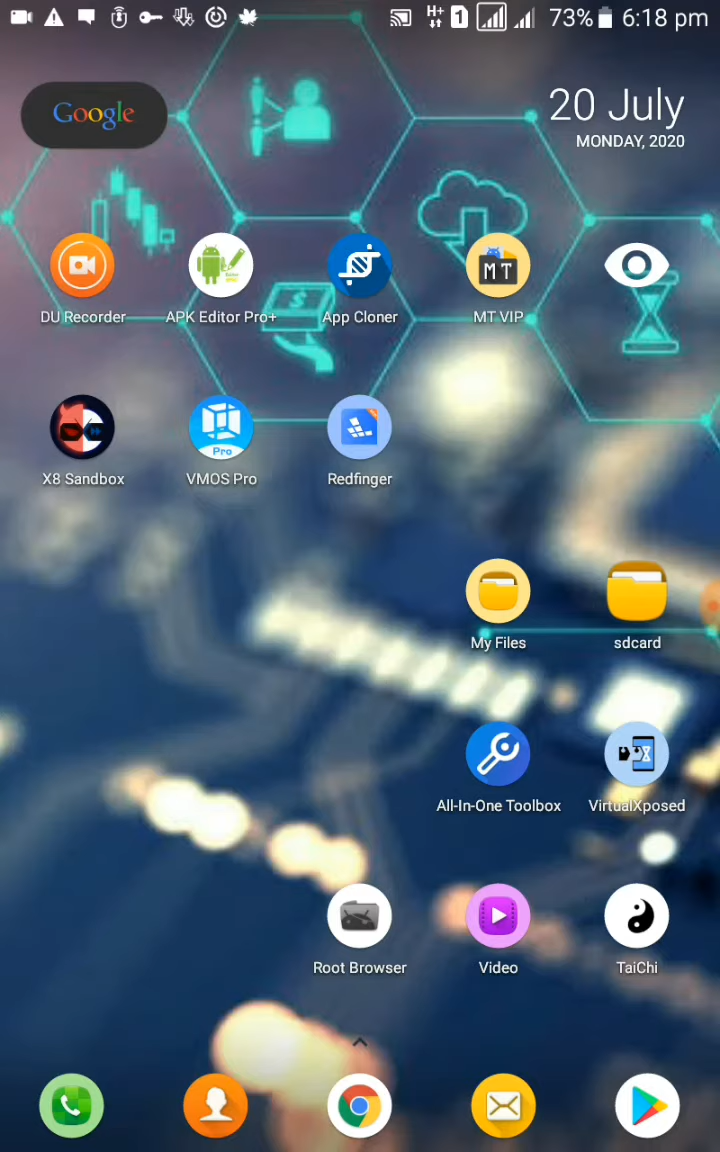 H+ 1 73% 6:18 pm
Google
20 July
MONDAY, 2020
MT
DU Recorder APK Editor Pro+ App Cloner MT VIP
Pro
X8 Sandbox VMOS Pro Redfinger
My Files sdcard
All-In-One Toolbox VirtualXposed
Root Browser Video TaiChi